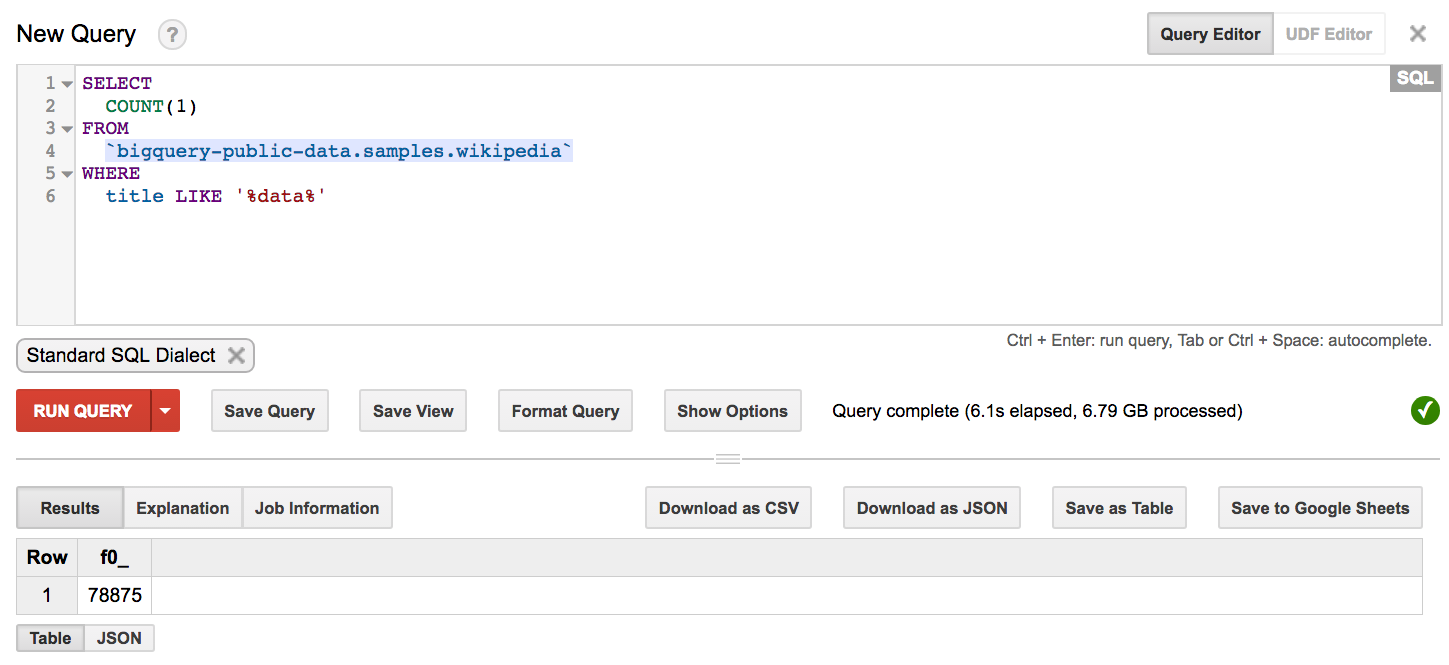 New Query ? Query Editor UDF Editor
SQL
1 SELECT
2   COUNT(1)
3 FROM
4   `bigquery-public-data.samples.wikipedia`
5 WHERE
6   title LIKE '%data%'
Ctrl + Enter: run query, Tab or Ctrl + Space: autocomplete.
Standard SQL Dialect
RUN QUERY Save Query Save View Format Query Show Options Query complete (6.1s elapsed, 6.79 GB processed)
Results Explanation Job Information Download as CSV Download as JSON Save as Table Save to Google Sheets
Row f0_
1 78875
Table JSON